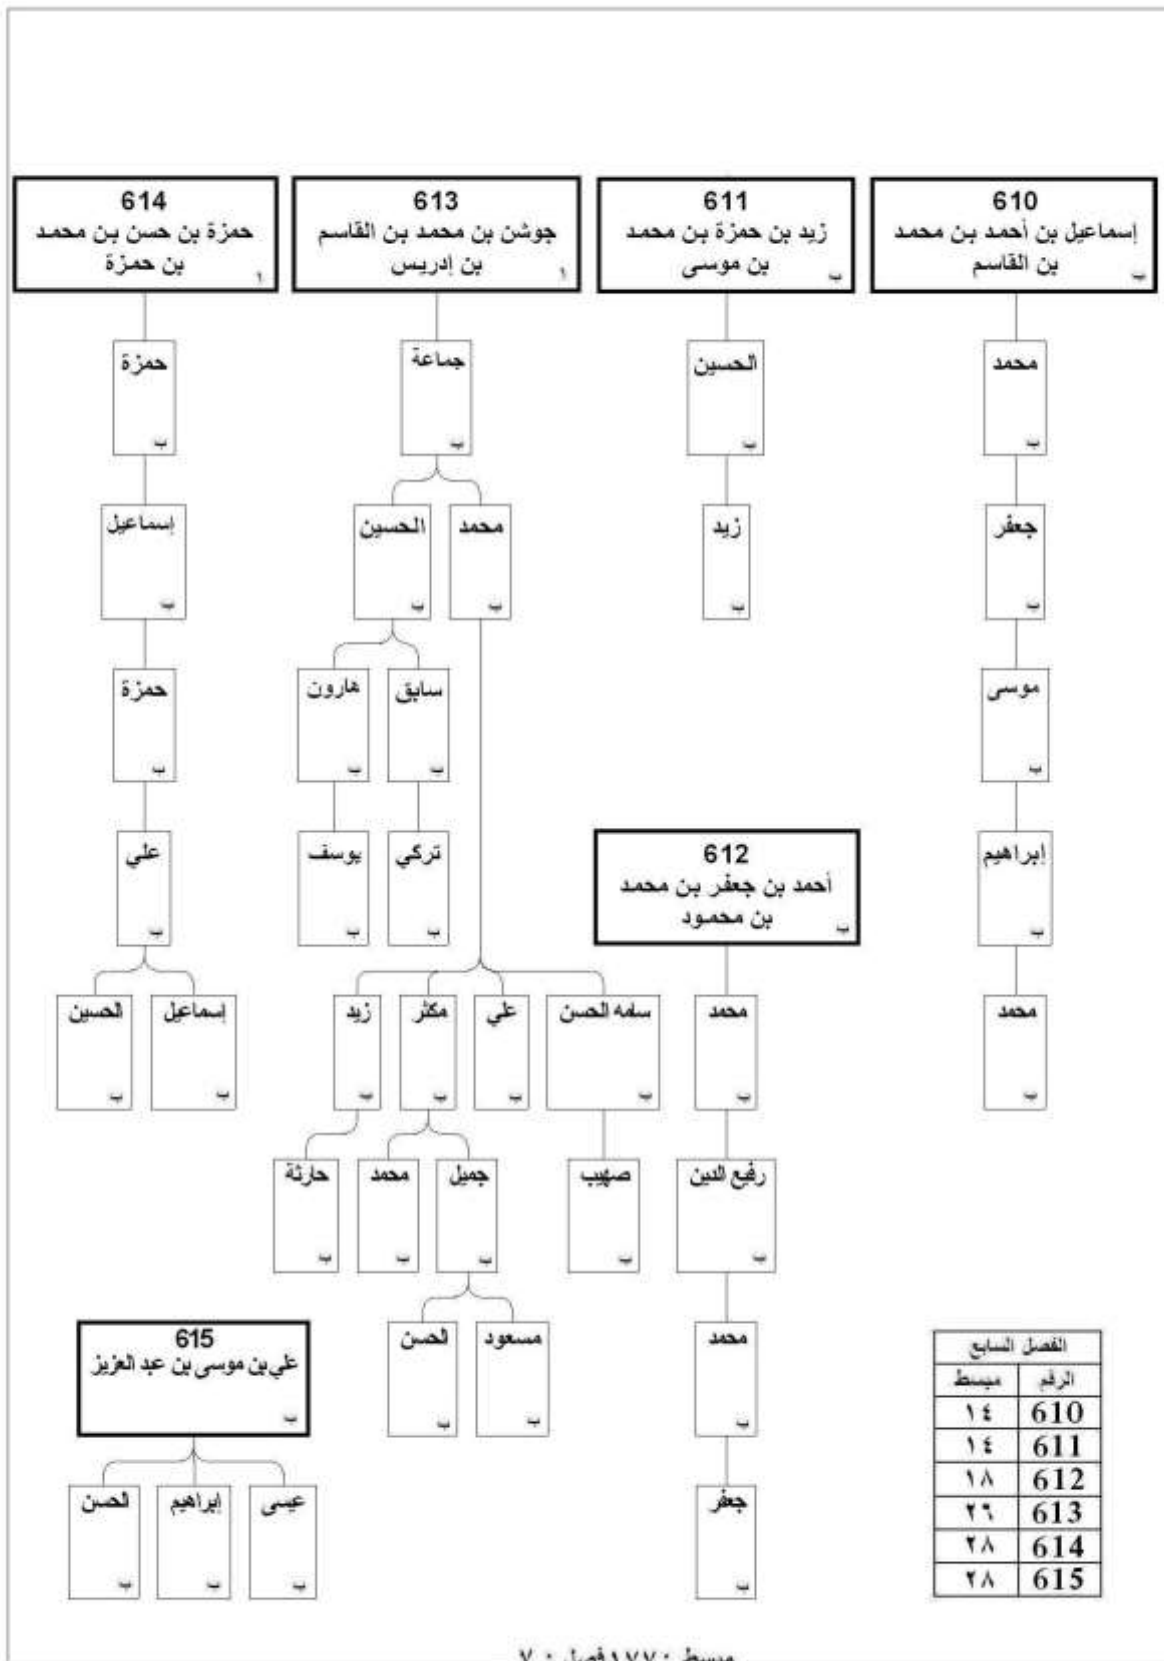 610
إسماعيل بن أحمد بن محمد
بن القاسم
ب
محمد
ب
جعفر
ب
موسى
ب
إبراهيم
ب
محمد
ب
611
زيد بن حمزة بن محمد
بن موسى
ب
الحسين
ب
زيد
ب
612
أحمد بن جعفر بن محمد
بن محمود
ب
محمد
ب
رفيع الدين
ب
محمد
ب
جعفر
ب
613
جوشن بن محمد بن القاسم
بن إدريس
أ
جماعة
ب
محمد
ب
الحسين
ب
سابق
ب
هارون
ب
تركي
ب
يوسف
ب
سامه الحسن
ب
علي
ب
مكثر
ب
زيد
ب
صهيب
ب
جميل
ب
محمد
ب
حارثة
ب
مسعود
ب
الحسن
ب
614
حمزة بن حسن بن محمد
بن حمزة
أ
حمزة
ب
إسماعيل
ب
حمزة
ب
علي
ب
إسماعيل
ب
الحسين
ب
615
علي بن موسى بن عبد العزيز
ب
عيسى
ب
إبراهيم
ب
الحسن
ب
الفصل السابع
الرقم مبسط
610 ١٤
611 ١٤
612 ١٨
613 ٢٦
614 ٢٨
615 ٢٨
مبسط : ١٧٧ فصل : ٧